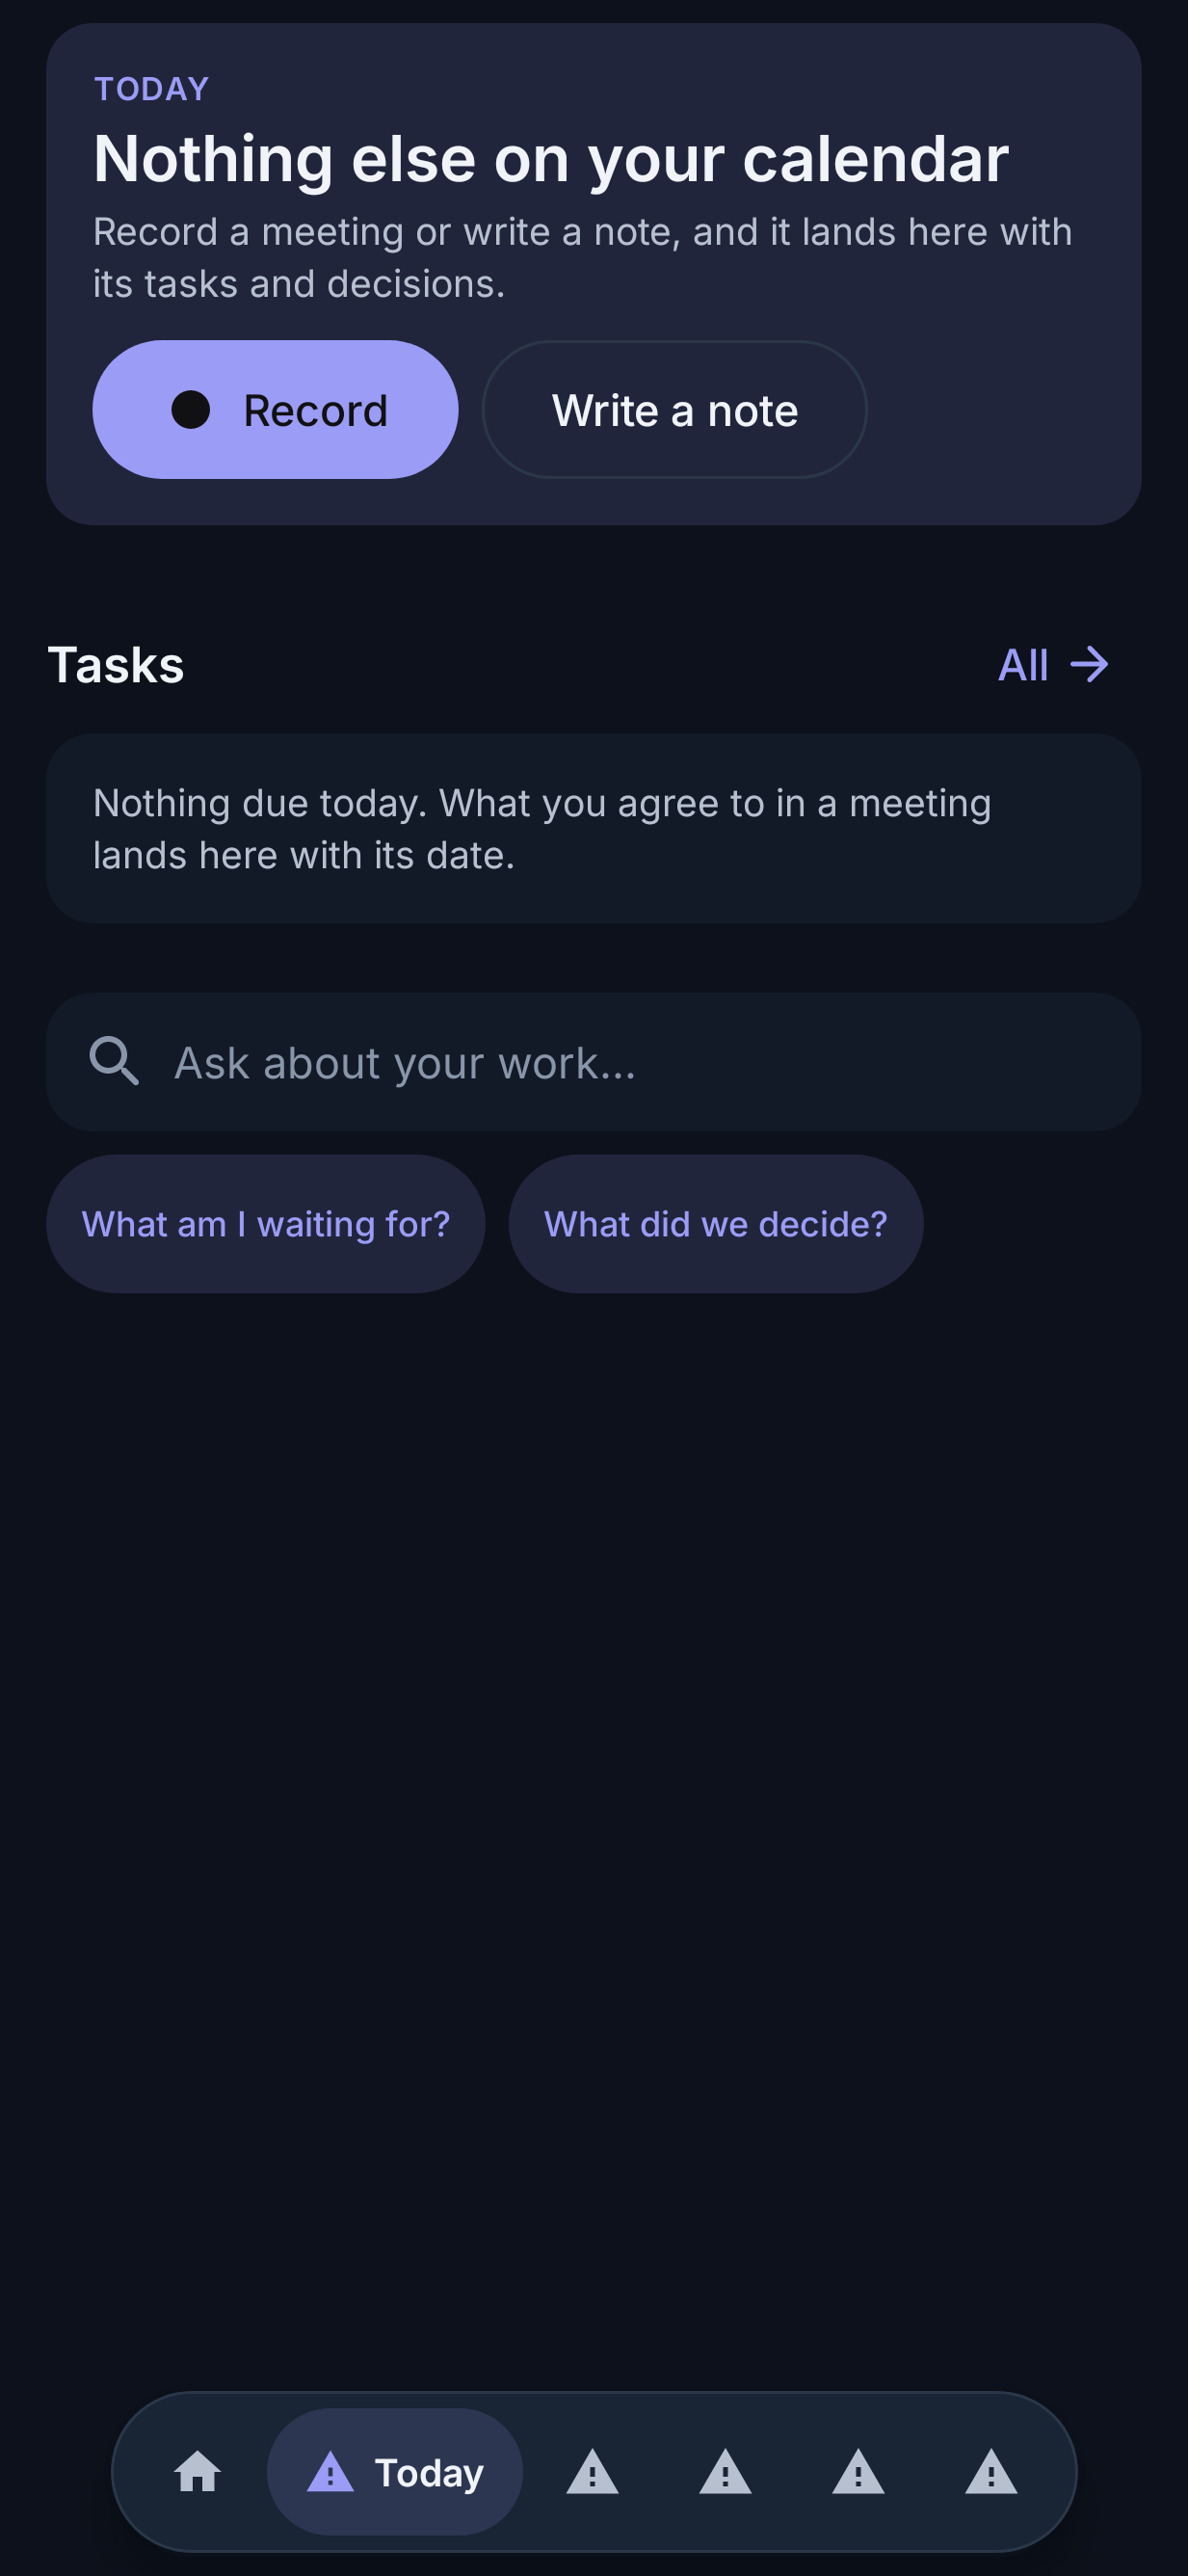 TODAY
Nothing else on your calendar
Record a meeting or write a note, and it lands here with
its tasks and decisions.
Record
Write a note
Tasks
All
Nothing due today. What you agree to in a meeting
lands here with its date.
Ask about your work...
What am I waiting for?
What did we decide?
Today